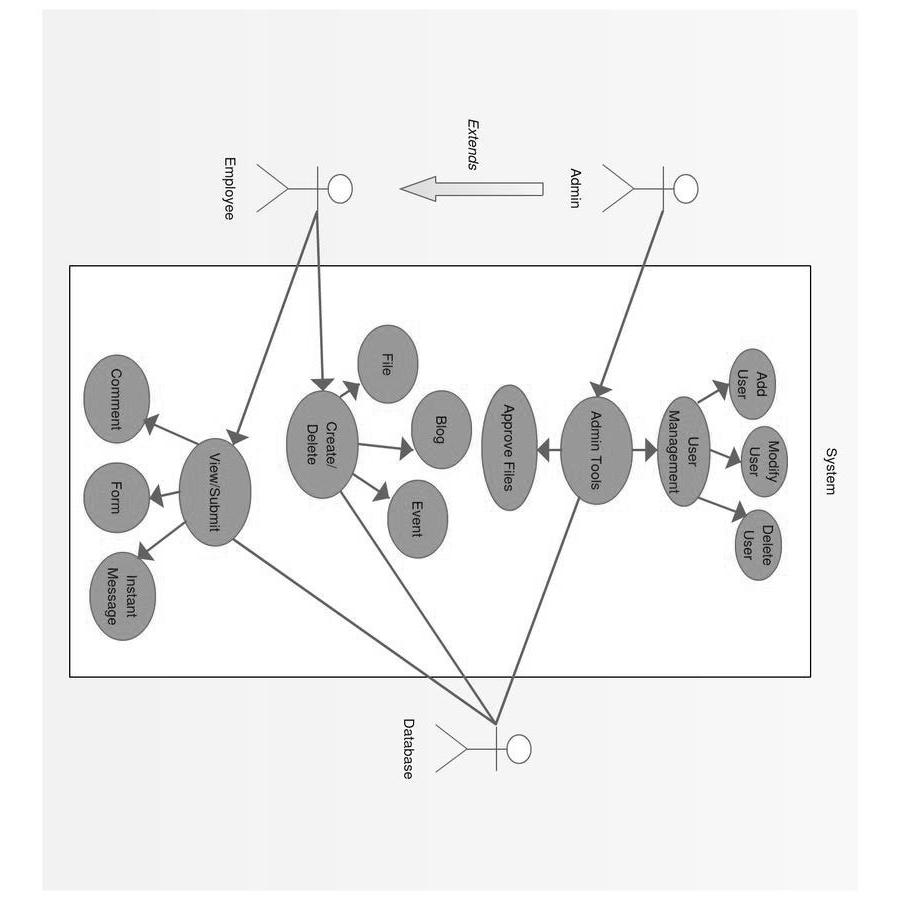 System
Add
User
Modify
User
Delete
User
User
Management
Admin
Admin Tools
Approve Files
Extends
Blog
File
Event
Create/
Delete
Database
Employee
View/Submit
Comment
Form
Instant
Message